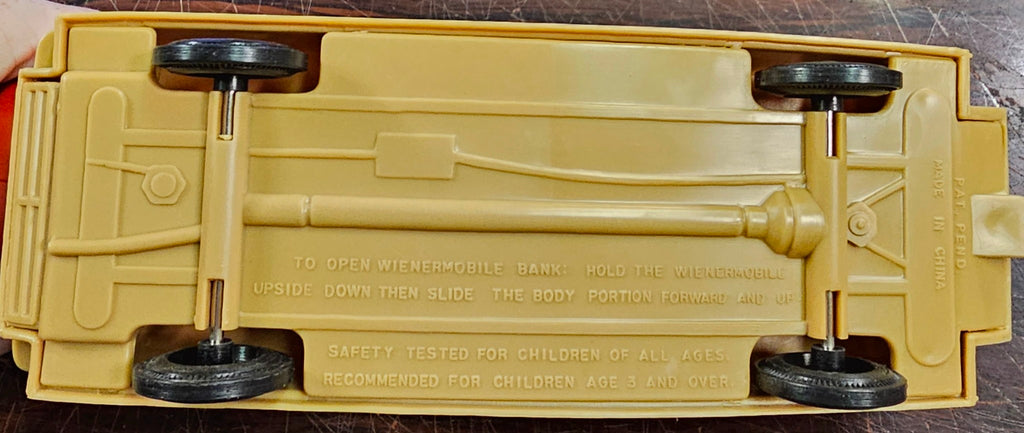 TO OPEN WIENERMOBILE BANK: HOLD THE WIENERMOBILE
UPSIDE DOWN THEN SLIDE THE BODY PORTION FORWARD AND UP
SAFETY TESTED FOR CHILDREN OF ALL AGES.
RECOMMENDED FOR CHILDREN AGE 3 AND OVER.
PAT. PEND
MADE IN CHINA